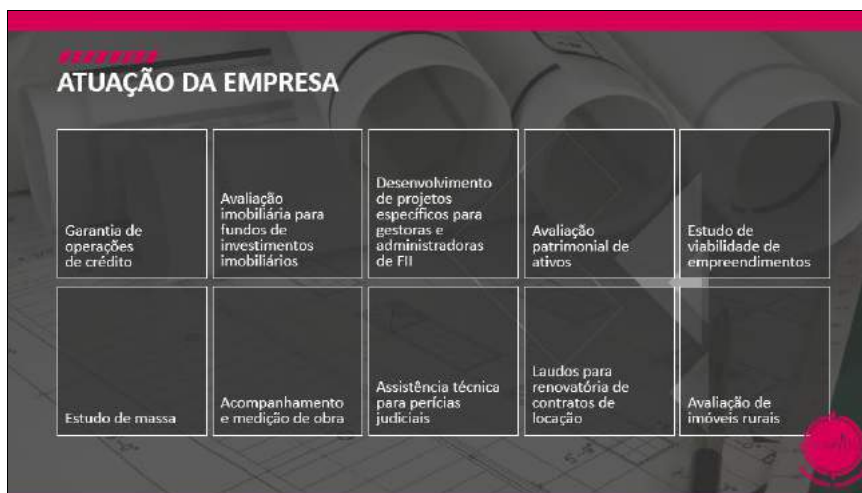 ATUAÇÃO DA EMPRESA
Garantia de
operações
de crédito
Avaliação
imobiliária para
fundos de
investimentos
imobiliários
Desenvolvimento
de projetos
específicos para
gestoras e
administradoras
de FII
Avaliação
patrimonial de
ativos
Estudo de
viabilidade de
empreendimentos
Estudo de massa
Acompanhamento
e medição de obra
Assistência técnica
para perícias
judiciais
Laudos para
renovatória de
contratos de
locação
Avaliação de
imóveis rurais